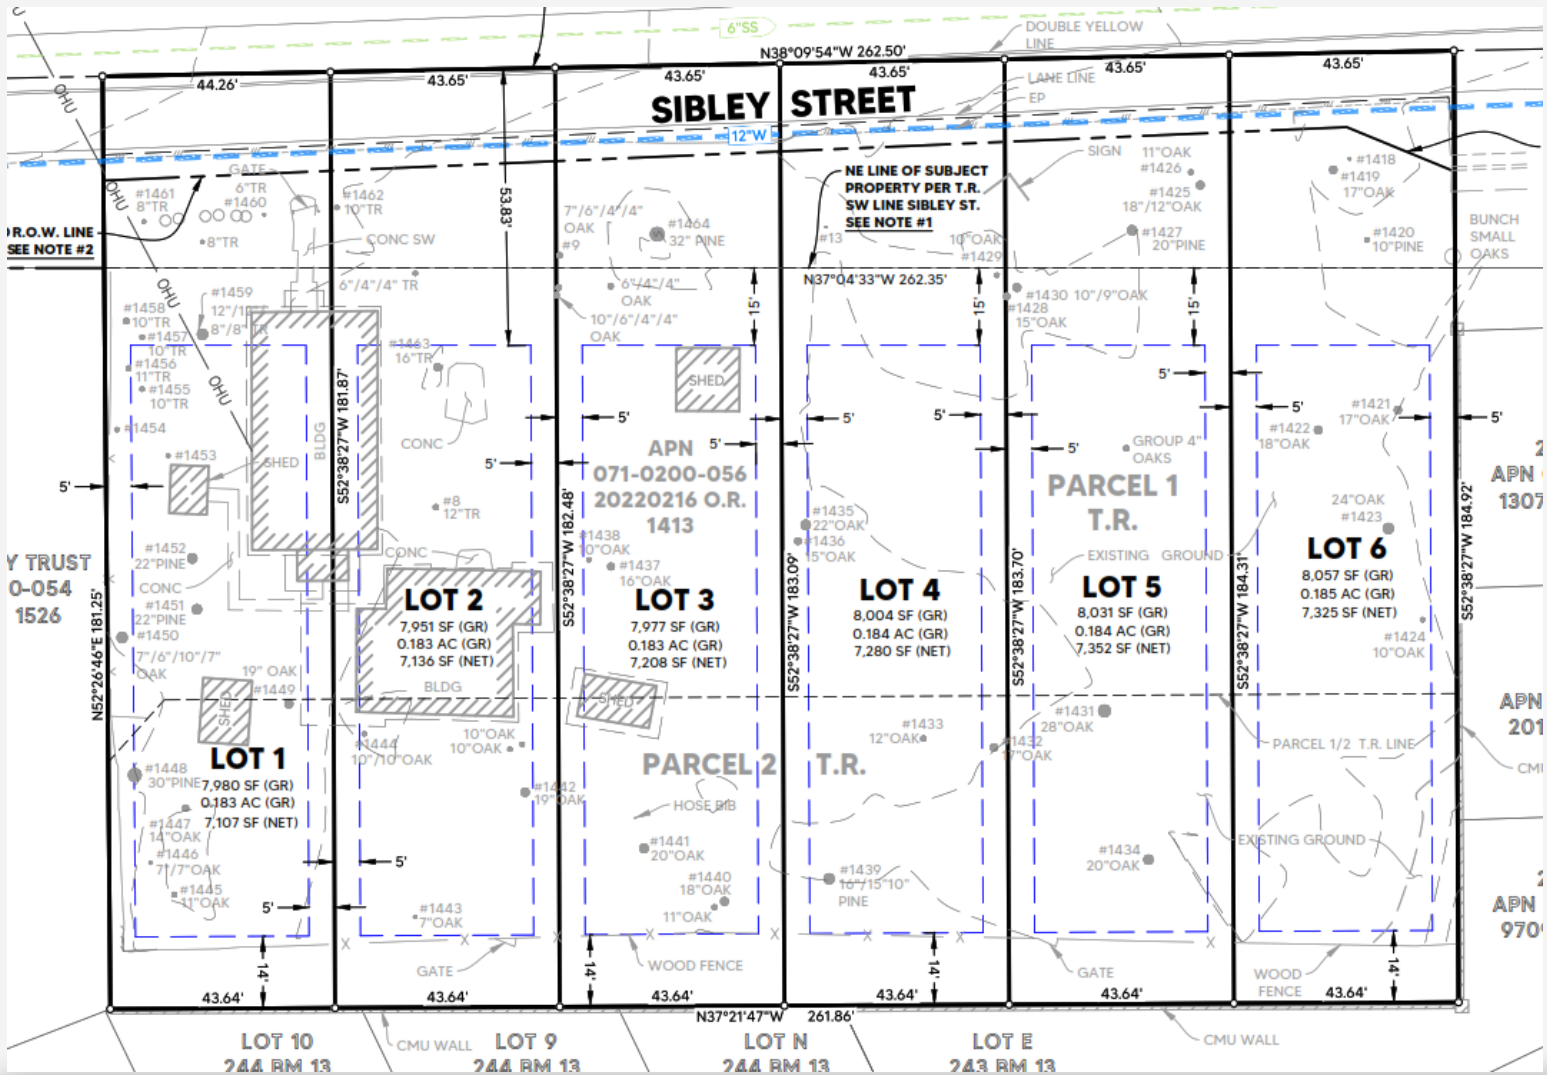 6"SS
DOUBLE YELLOW
LINE
N38°09'54"W 262.50'
44.26'
43.65'
43.65'
43.65'
43.65'
43.65'
LANE LINE
EP
SIBLEY STREET
12"W
OHU
OHU
OHU
OHU
GATE
6"TR
#1460
#1461
8"TR
8"TR
#1462
10"TR
CONC SW
6"/4"/4" TR
R.O.W. LINE
SEE NOTE #2
53.83'
7"/6"/4"/4"
OAK
#9
#1464
32" PINE
6"/4"/4"
OAK
10"/6"/4"/4"
OAK
NE LINE OF SUBJECT
PROPERTY PER T.R.
SW LINE SIBLEY ST.
SEE NOTE #1
#13
SIGN
11"OAK
#1426
#1425
18"/12"OAK
#1427
20"PINE
10"OAK
#1429
#1418
#1419
17"OAK
#1420
10"PINE
BUNCH
SMALL
OAKS
N37°04'33"W 262.35'
15'
15'
15'
#1430 10"/9"OAK
#1428
15"OAK
#1458
10"TR
#1457
10"TR
#1456
11"TR
#1455
10"TR
#1454
#1459
8"/8" TR
#1453
SHED
BLDG
S52°38'27"W 181.87'
#1463
16"TR
CONC
#8
12"TR
CONC
SHED
5'
5'
5'
5'
5'
5'
5'
5'
5'
5'
5'
5'
5'
APN
071-0200-056
20220216 O.R.
1413
PARCEL 1
T.R.
GROUP 4"
OAKS
#1421
17"OAK
#1422
18"OAK
24"OAK
#1423
#1435
22"OAK
#1436
15"OAK
#1438
10"OAK
#1437
16"OAK
EXISTING GROUND
APN
1307
Y TRUST
0-054
1526
#1452
22"PINE
CONC
#1451
22"PINE
#1450
7"/6"/10"/7"
OAK
19" OAK
#1449
SHED
N52°26'46"E 181.25'
S52°38'27"W 182.48'
S52°38'27"W 183.09'
S52°38'27"W 183.70'
S52°38'27"W 184.31'
S52°38'27"W 184.92'
LOT 2
7,951 SF (GR)
0.183 AC (GR)
7,136 SF (NET)
BLDG
LOT 3
7,977 SF (GR)
0.183 AC (GR)
7,208 SF (NET)
SHED
LOT 4
8,004 SF (GR)
0.184 AC (GR)
7,280 SF (NET)
LOT 5
8,031 SF (GR)
0.184 AC (GR)
7,352 SF (NET)
LOT 6
8,057 SF (GR)
0.185 AC (GR)
7,325 SF (NET)
#1424
10"OAK
APN
201
#1431
28"OAK
#1432
17"OAK
#1433
12"OAK
PARCEL 1/2 T.R. LINE
CM
LOT 1
7,980 SF (GR)
0.183 AC (GR)
7,107 SF (NET)
#1448
30"PINE
#1447
14"OAK
#1446
7"/7"OAK
#1445
11"OAK
#1444
10"/10"OAK
10"OAK
10"OAK
#1442
19"OAK
PARCEL 2 T.R.
HOSE BIB
#1441
20"OAK
#1440
18"OAK
11"OAK
#1439
16"/15"10"
PINE
#1434
20"OAK
EXISTING GROUND
#1443
7"OAK
APN
970
14'
14'
14'
14'
GATE
WOOD FENCE
GATE
WOOD
FENCE
43.64'
43.64'
43.64'
43.64'
43.64'
43.64'
N37°21'47"W 261.86'
LOT 10
244 BM 13
CMU WALL
LOT 9
244 BM 13
LOT N
244 BM 13
LOT E
243 BM 13
CMU WALL